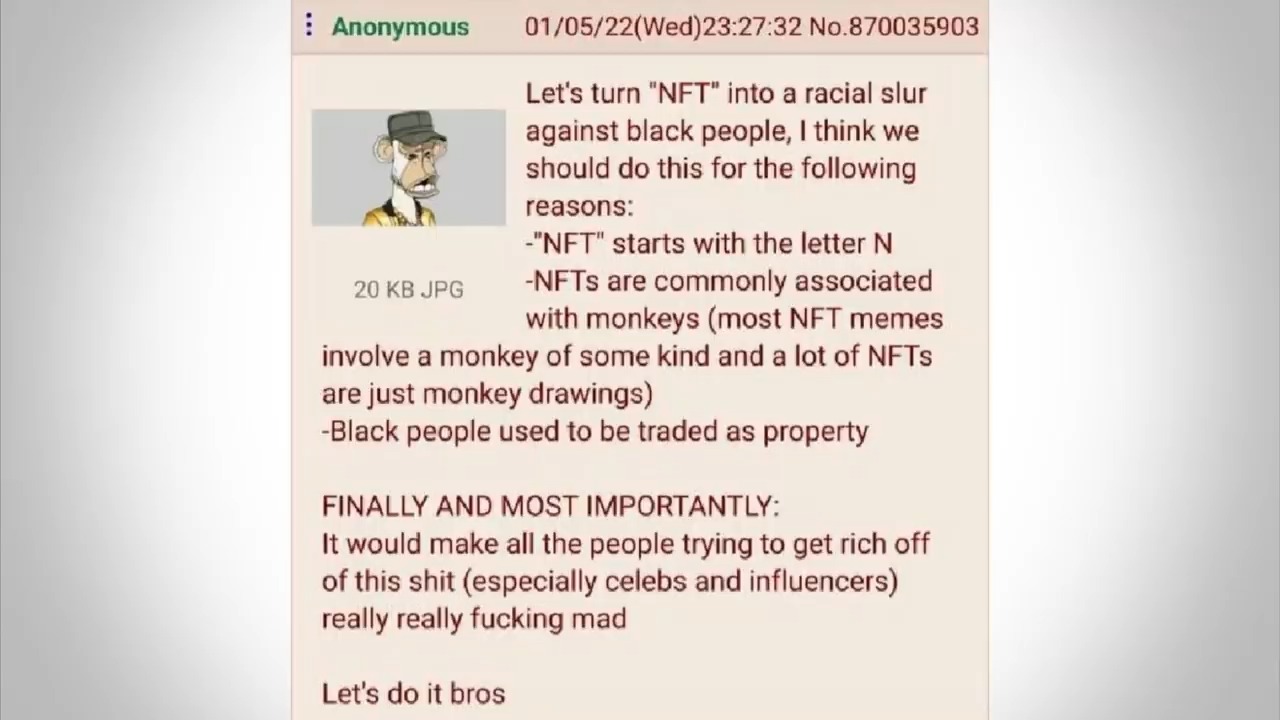 Anonymous 01/05/22(Wed)23:27:32 No.870035903
Let's turn "NFT" into a racial slur
against black people, I think we
should do this for the following
reasons:
-"NFT" starts with the letter N
20 KB JPG
-NFTs are commonly associated
with monkeys (most NFT memes
involve a monkey of some kind and a lot of NFTs
are just monkey drawings)
-Black people used to be traded as property
FINALLY AND MOST IMPORTANTLY:
It would make all the people trying to get rich off
of this shit (especially celebs and influencers)
really really fucking mad
Let's do it bros